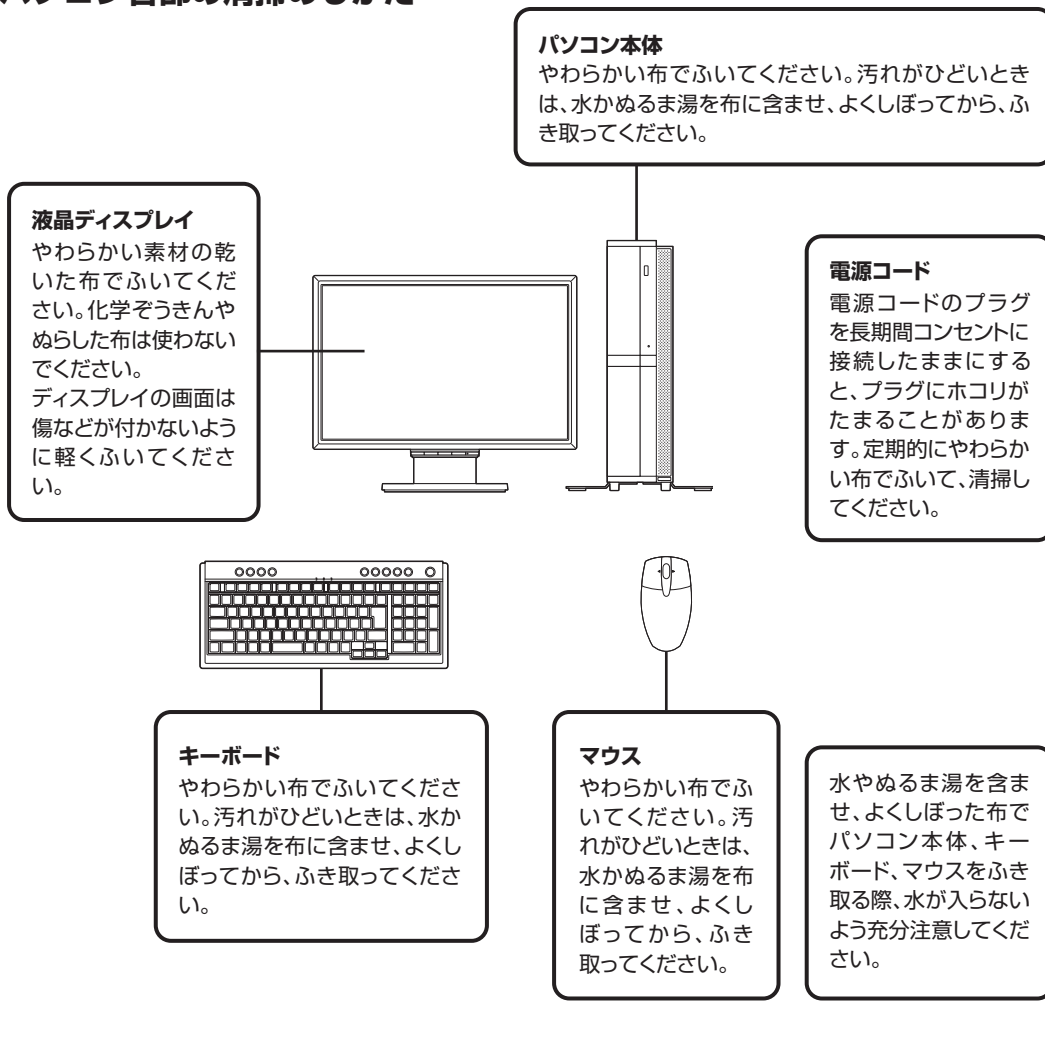 パソコン本体
やわらかい布でふいてください。汚れがひどいとき
は、水かぬるま湯を布に含ませ、よくしぼってから、ふ
き取ってください。
液晶ディスプレイ
やわらかい素材の乾
いた布でふいてくだ
さい。化学ぞうきんや
ぬらした布は使わない
でください。
ディスプレイの画面は
傷などが付かないよう
に軽くふいてくださ
い。
電源コード
電源コードのプラグ
を長期間コンセントに
接続したままにする
と、プラグにホコリが
たまることがありま
す。定期的にやわらか
い布でふいて、清掃し
てください。
キーボード
やわらかい布でふいてくださ
い。汚れがひどいときは、水か
ぬるま湯を布に含ませ、よくし
ぼってから、ふき取ってくださ
い。
マウス
やわらかい布でふ
いてください。汚
れがひどいときは、
水かぬるま湯を布
に含ませ、よくし
ぼってから、ふき
取ってください。
水やぬるま湯を含ま
せ、よくしぼった布で
パソコン本体、キー
ボード、マウスをふき
取る際、水が入らない
よう充分注意してくだ
さい。